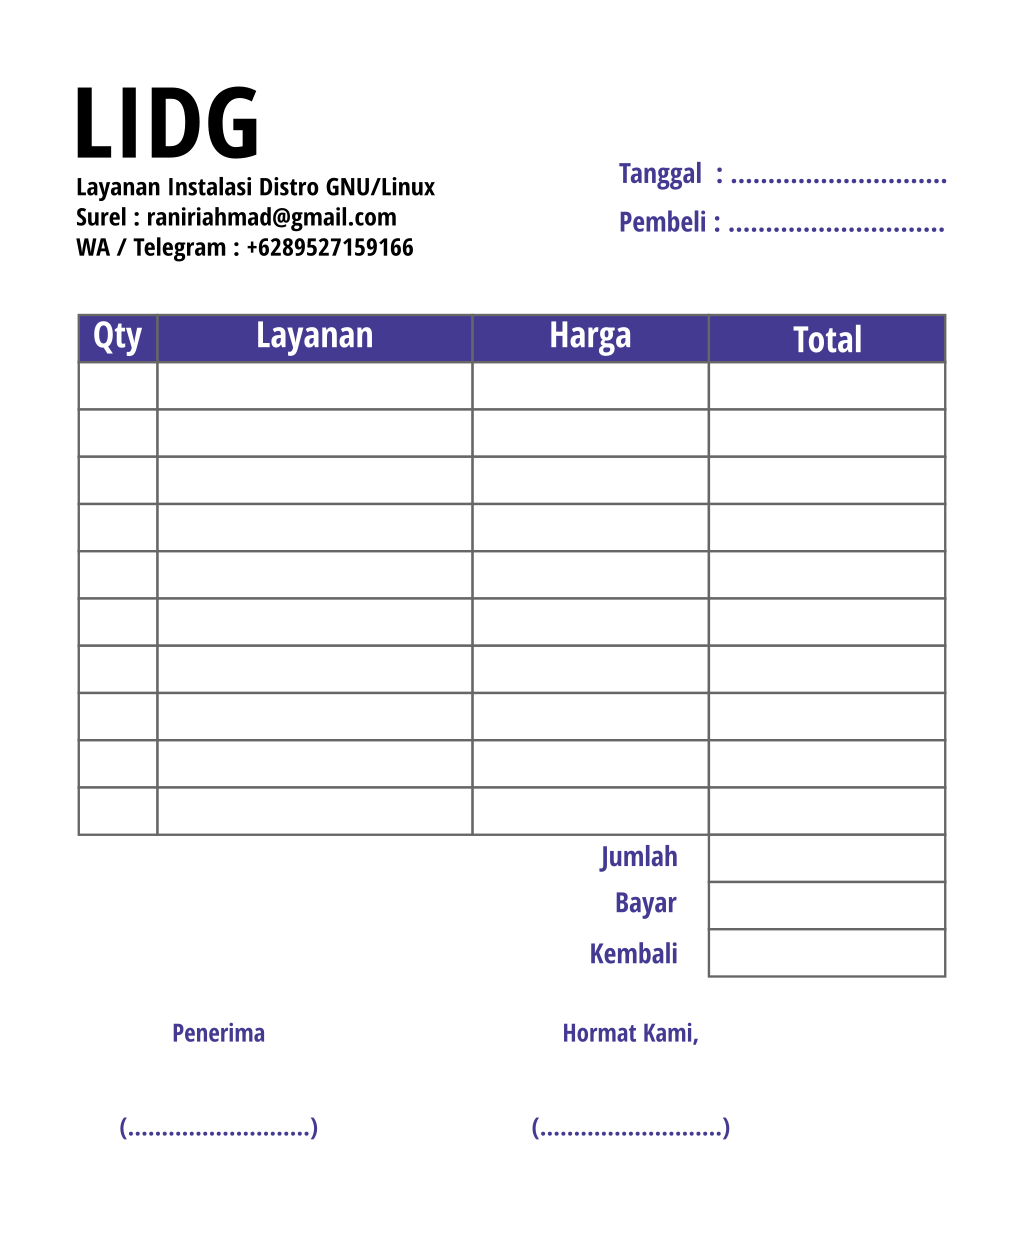 LIDG
Layanan Instalasi Distro GNU/Linux
Surel : raniriahmad@gmail.com
WA / Telegram : +6289527159166
Tanggal : .............................
Pembeli : .............................
Qty Layanan Harga Total
Jumlah
Bayar
Kembali
Penerima Hormat Kami,
(...........................) (...........................)